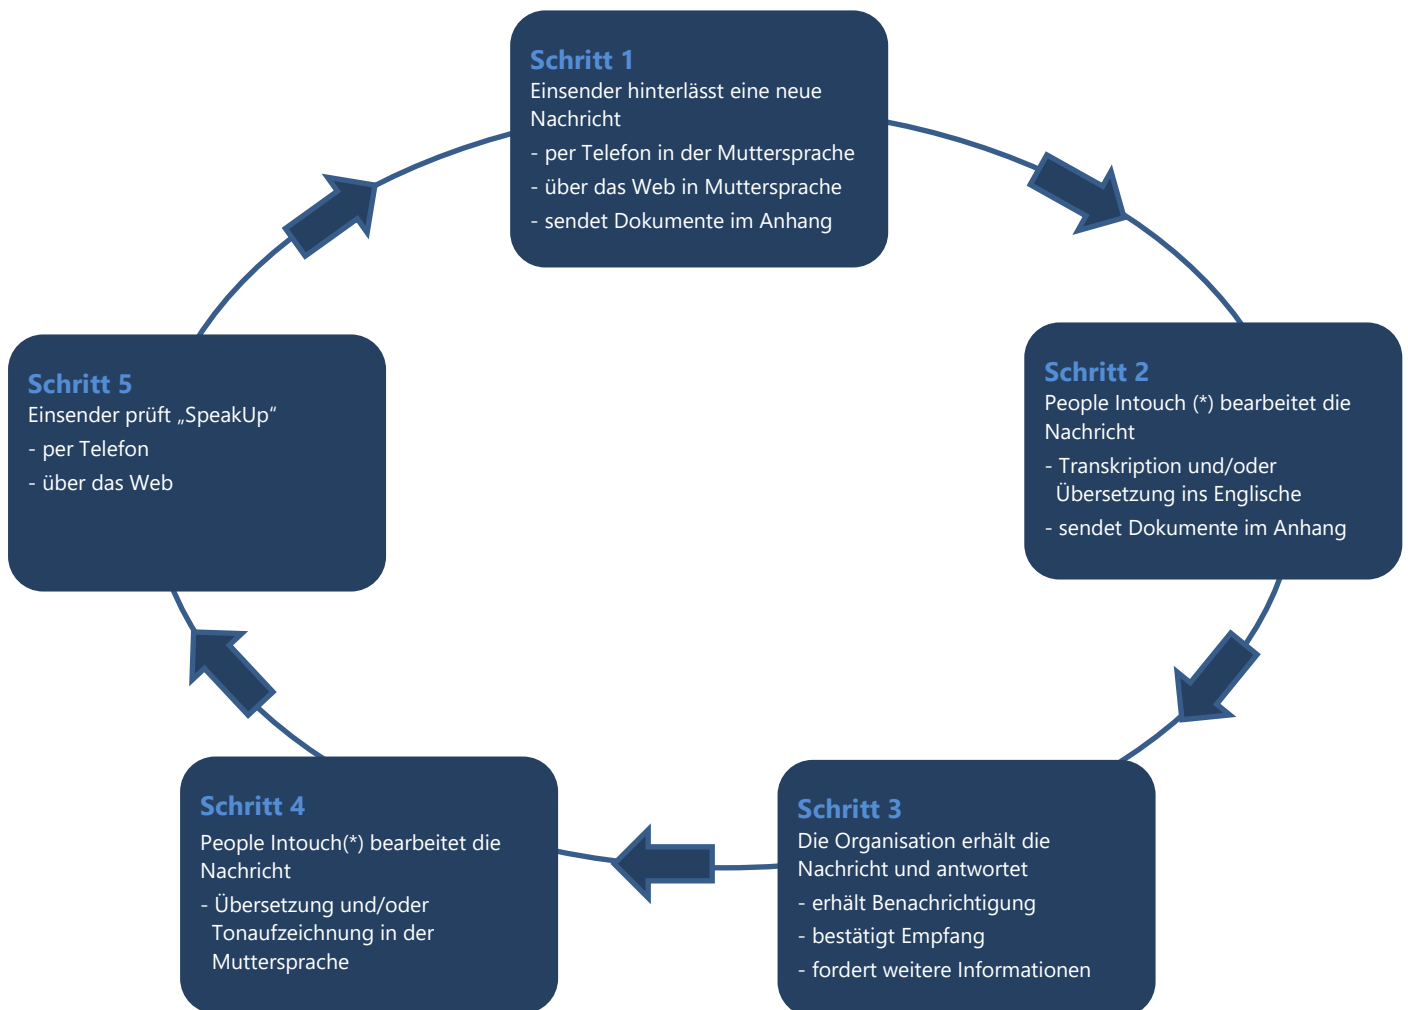 Schritt 1
Einsender hinterlässt eine neue
Nachricht
- per Telefon in der Muttersprache
- über das Web in Muttersprache
- sendet Dokumente im Anhang
Schritt 2
People Intouch (*) bearbeitet die
Nachricht
- Transkription und/oder
Übersetzung ins Englische
- sendet Dokumente im Anhang
Schritt 3
Die Organisation erhält die
Nachricht und antwortet
- erhält Benachrichtigung
- bestätigt Empfang
- fordert weitere Informationen
Schritt 4
People Intouch(*) bearbeitet die
Nachricht
- Übersetzung und/oder
Tonaufzeichnung in der
Muttersprache
Schritt 5
Einsender prüft „SpeakUp“
- per Telefon
- über das Web